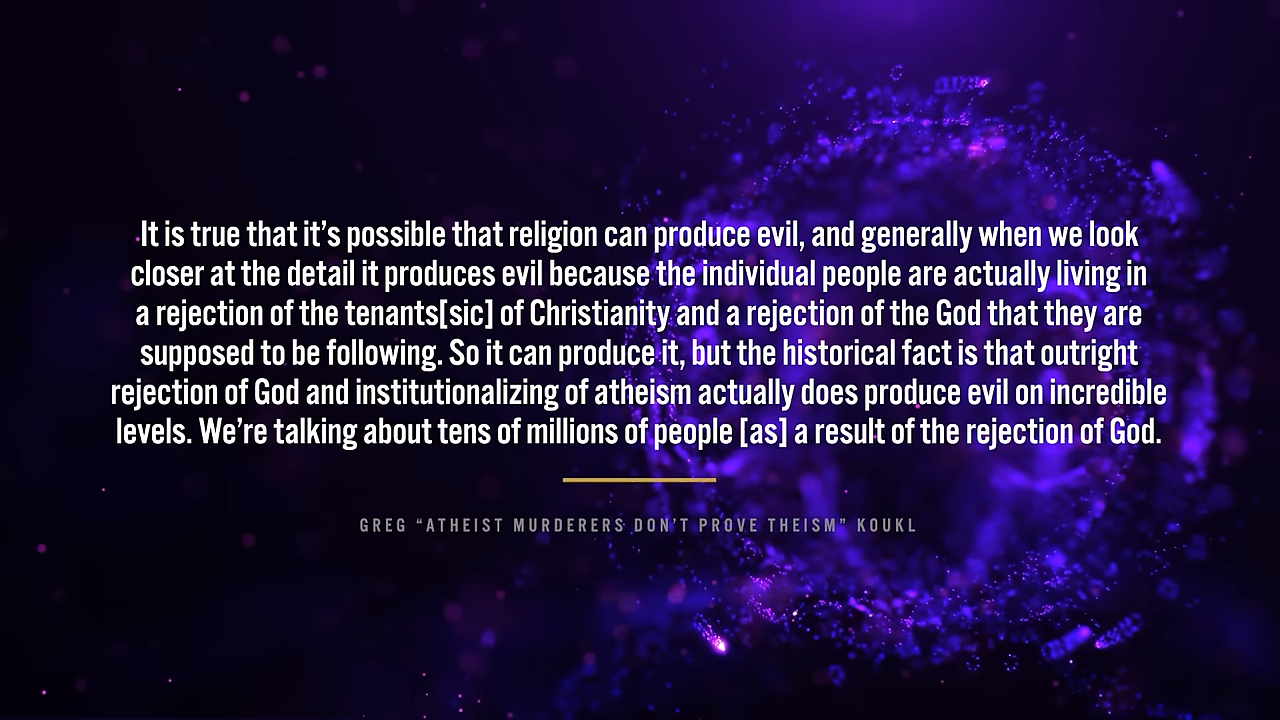 It is true that it’s possible that religion can produce evil, and generally when we look
closer at the detail it produces evil because the individual people are actually living in
a rejection of the tenants[sic] of Christianity and a rejection of the God that they are
supposed to be following. So it can produce it, but the historical fact is that outright
rejection of God and institutionalizing of atheism actually does produce evil on incredible
levels. We’re talking about tens of millions of people [as] a result of the rejection of God.
GREG “ATHEIST MURDERERS DON’T PROVE THEISM” KOUKL